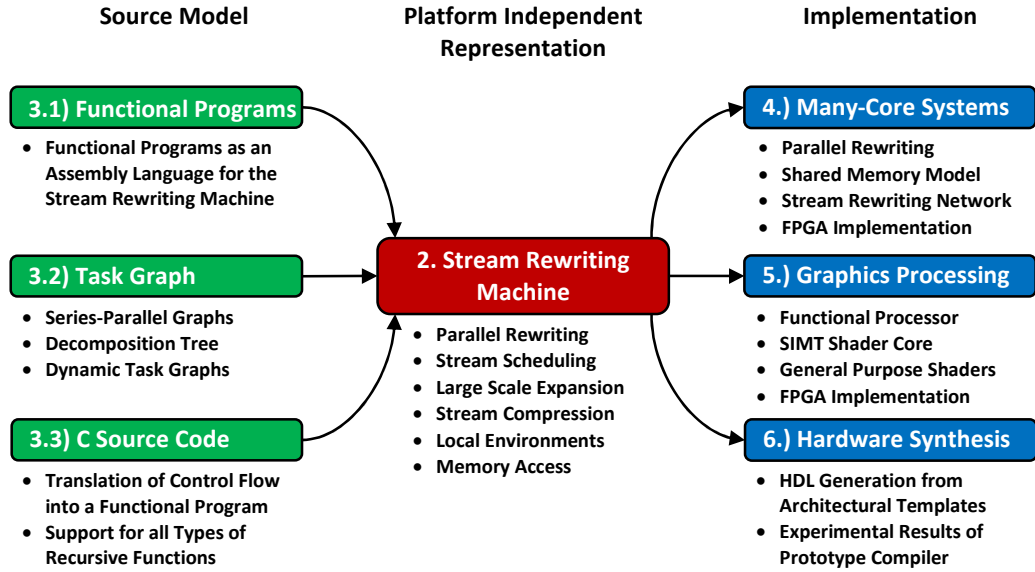 Source Model
Platform Independent
Representation
Implementation
3.1) Functional Programs
• Functional Programs as an
Assembly Language for the
Stream Rewriting Machine
3.2) Task Graph
• Series-Parallel Graphs
• Decomposition Tree
• Dynamic Task Graphs
3.3) C Source Code
• Translation of Control Flow
into a Functional Program
• Support for all Types of
Recursive Functions
2. Stream Rewriting
Machine
• Parallel Rewriting
• Stream Scheduling
• Large Scale Expansion
• Stream Compression
• Local Environments
• Memory Access
4.) Many-Core Systems
• Parallel Rewriting
• Shared Memory Model
• Stream Rewriting Network
• FPGA Implementation
5.) Graphics Processing
• Functional Processor
• SIMT Shader Core
• General Purpose Shaders
• FPGA Implementation
6.) Hardware Synthesis
• HDL Generation from
Architectural Templates
• Experimental Results of
Prototype Compiler